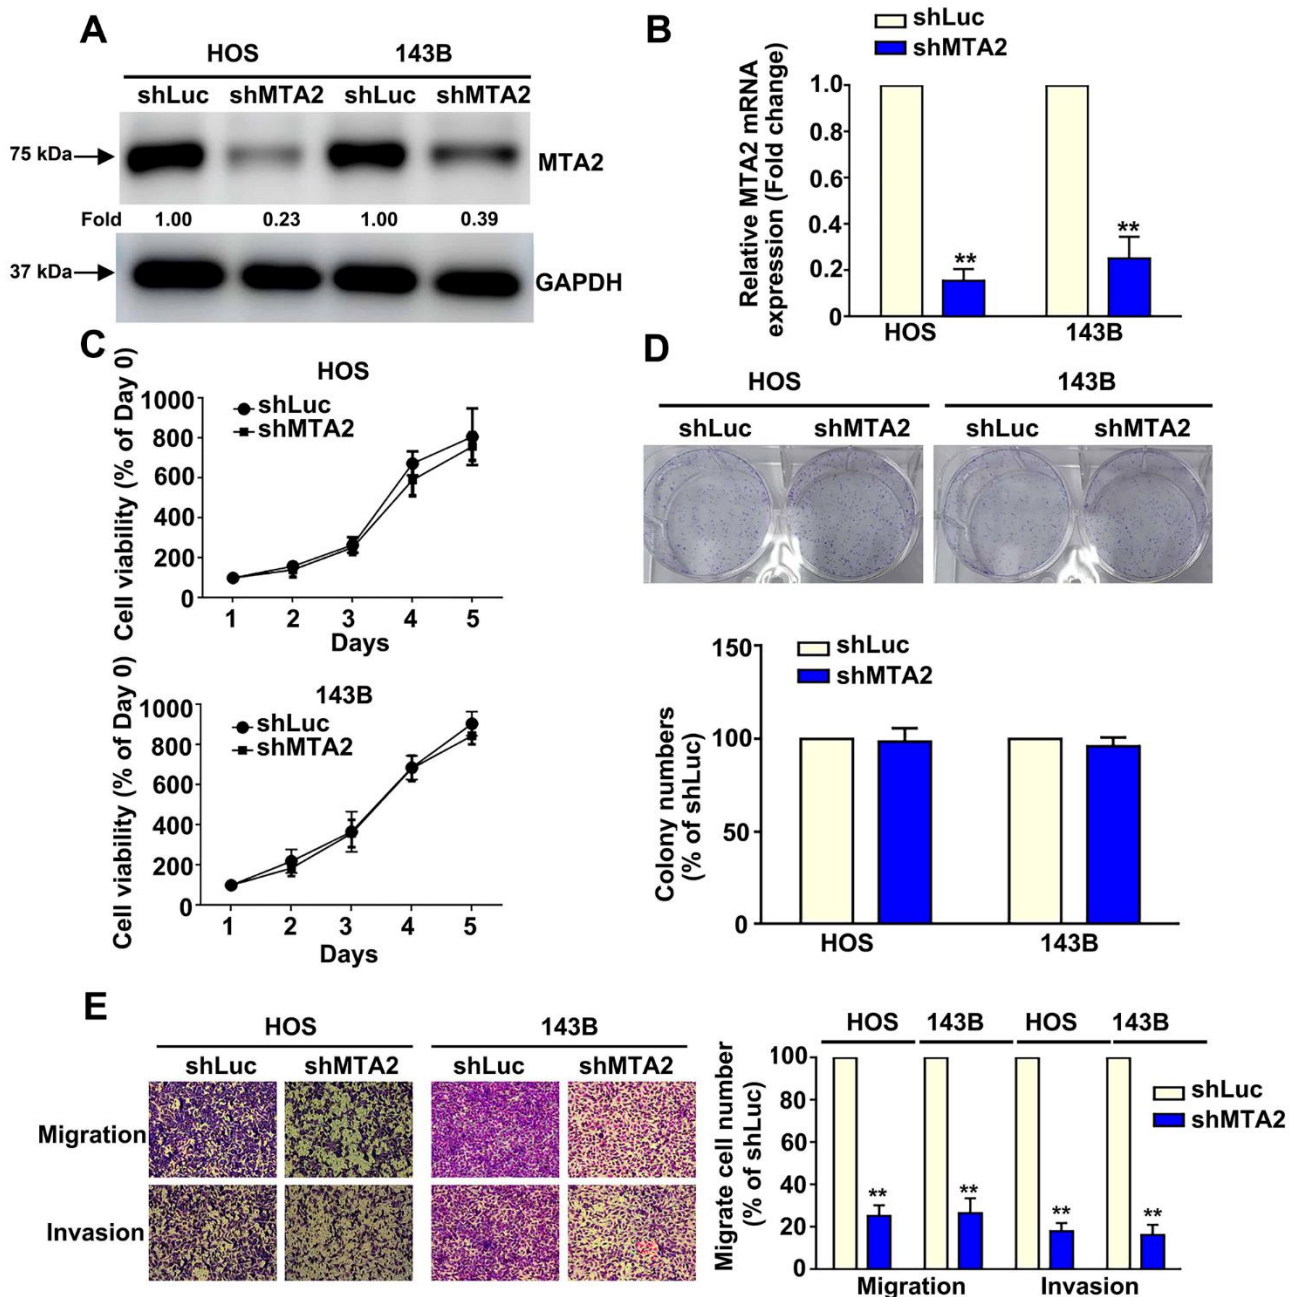 A
HOS 143B
shLuc shMTA2 shLuc shMTA2
75 kDa MTA2
Fold 1.00 0.23 1.00 0.39
37 kDa GAPDH
B
shLuc
shMTA2
Relative MTA2 mRNA
expression (Fold change)
1.0
0.8
0.6
0.4
0.2
0
**
**
HOS 143B
C
HOS
Cell viability (% of Day 0)
1000
800
600
400
200
0
shLuc
shMTA2
1 2 3 4 5
Days
143B
Cell viability (% of Day 0)
1000
800
600
400
200
0
shLuc
shMTA2
1 2 3 4 5
Days
D
HOS 143B
shLuc shMTA2 shLuc shMTA2
Colony numbers
(% of shLuc)
150
100
50
0
shLuc
shMTA2
HOS 143B
E
HOS 143B
shLuc shMTA2 shLuc shMTA2
Migration
Invasion
Migrate cell number
(% of shLuc)
HOS 143B HOS 143B
100
80
60
40
20
0
** ** ** **
shLuc
shMTA2
Migration Invasion